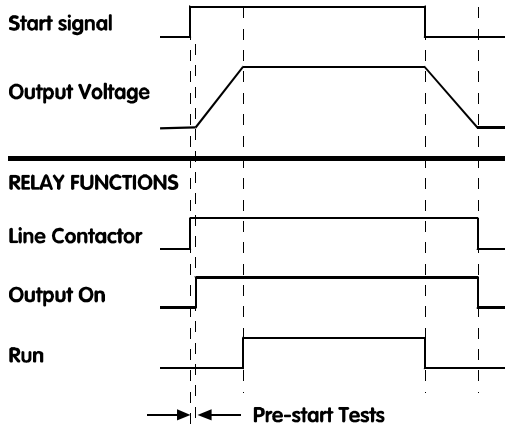 Start signal
Output Voltage
RELAY FUNCTIONS
Line Contactor
Output On
Run
Pre-start Tests